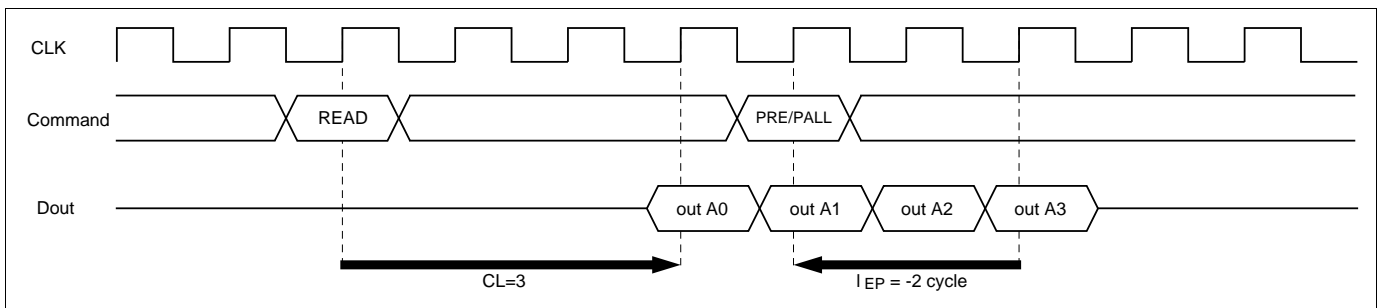 CLK
Command
READ
PRE/PALL
Dout
out A0
out A1
out A2
out A3
CL=3
l EP = -2 cycle